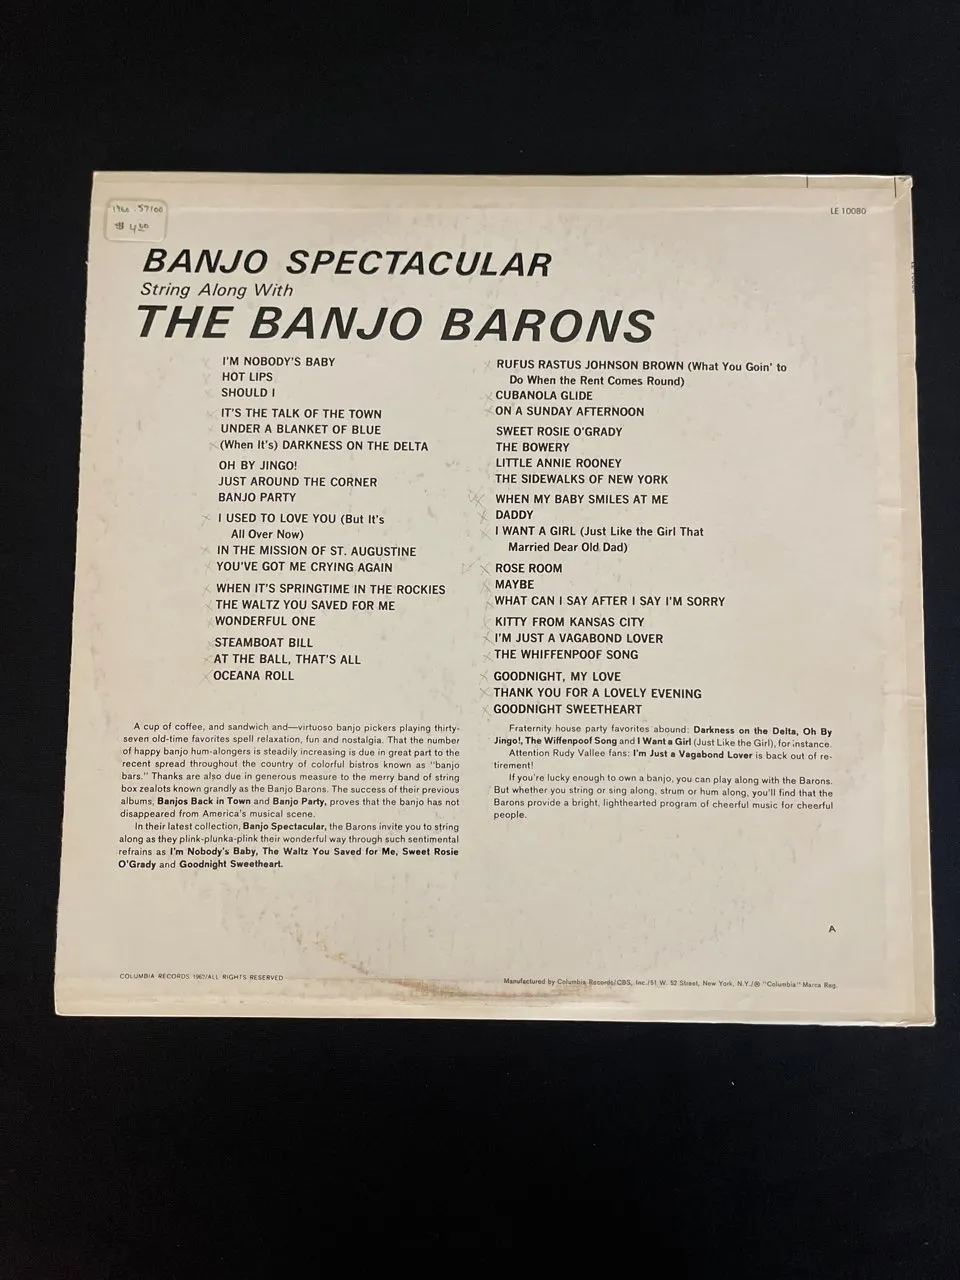 1960 57100
$ 4.00
LE 10080
BANJO SPECTACULAR
String Along With
THE BANJO BARONS
I'M NOBODY'S BABY
HOT LIPS
SHOULD I
IT'S THE TALK OF THE TOWN
UNDER A BLANKET OF BLUE
(When It's) DARKNESS ON THE DELTA
OH BY JINGO!
JUST AROUND THE CORNER
BANJO PARTY
I USED TO LOVE YOU (But It's
All Over Now)
IN THE MISSION OF ST. AUGUSTINE
YOU'VE GOT ME CRYING AGAIN
WHEN IT'S SPRINGTIME IN THE ROCKIES
THE WALTZ YOU SAVED FOR ME
WONDERFUL ONE
STEAMBOAT BILL
AT THE BALL, THAT'S ALL
OCEANA ROLL
RUFUS RASTUS JOHNSON BROWN (What You Goin' to
Do When the Rent Comes Round)
CUBANOLA GLIDE
ON A SUNDAY AFTERNOON
SWEET ROSIE O'GRADY
THE BOWERY
LITTLE ANNIE ROONEY
THE SIDEWALKS OF NEW YORK
WHEN MY BABY SMILES AT ME
DADDY
I WANT A GIRL (Just Like the Girl That
Married Dear Old Dad)
ROSE ROOM
MAYBE
WHAT CAN I SAY AFTER I SAY I'M SORRY
KITTY FROM KANSAS CITY
I'M JUST A VAGABOND LOVER
THE WHIFFENPOOF SONG
GOODNIGHT, MY LOVE
THANK YOU FOR A LOVELY EVENING
GOODNIGHT SWEETHEART
A cup of coffee, and sandwich and—virtuoso banjo pickers playing thirty-
seven old-time favorites spell relaxation, fun and nostalgia. That the number
of happy banjo hum-alongers is steadily increasing is due in great part to the
recent spread throughout the country of colorful bistros known as "banjo
bars." Thanks are also due in generous measure to the merry band of string
box zealots known grandly as the Banjo Barons. The success of their previous
albums, Banjos Back in Town and Banjo Party, proves that the banjo has not
disappeared from America's musical scene.
In their latest collection, Banjo Spectacular, the Barons invite you to string
along as they plink-plunka-plink their wonderful way through such sentimental
refrains as I'm Nobody's Baby, The Waltz You Saved for Me, Sweet Rosie
O'Grady and Goodnight Sweetheart.
Fraternity house party favorites abound: Darkness on the Delta, Oh By
Jingo!, The Wiffenpoof Song and I Want a Girl (Just Like the Girl), for instance.
Attention Rudy Vallee fans: I'm Just a Vagabond Lover is back out of re-
tirement!
If you're lucky enough to own a banjo, you can play along with the Barons.
But whether you string or sing along, strum or hum along, you'll find that the
Barons provide a bright, lighthearted program of cheerful music for cheerful
people.
A
COLUMBIA RECORDS 1962/ALL RIGHTS RESERVED
Manufactured by Columbia Records/CBS, Inc./51 W. 52 Street, New York, N.Y./® "Columbia" Marca Reg.